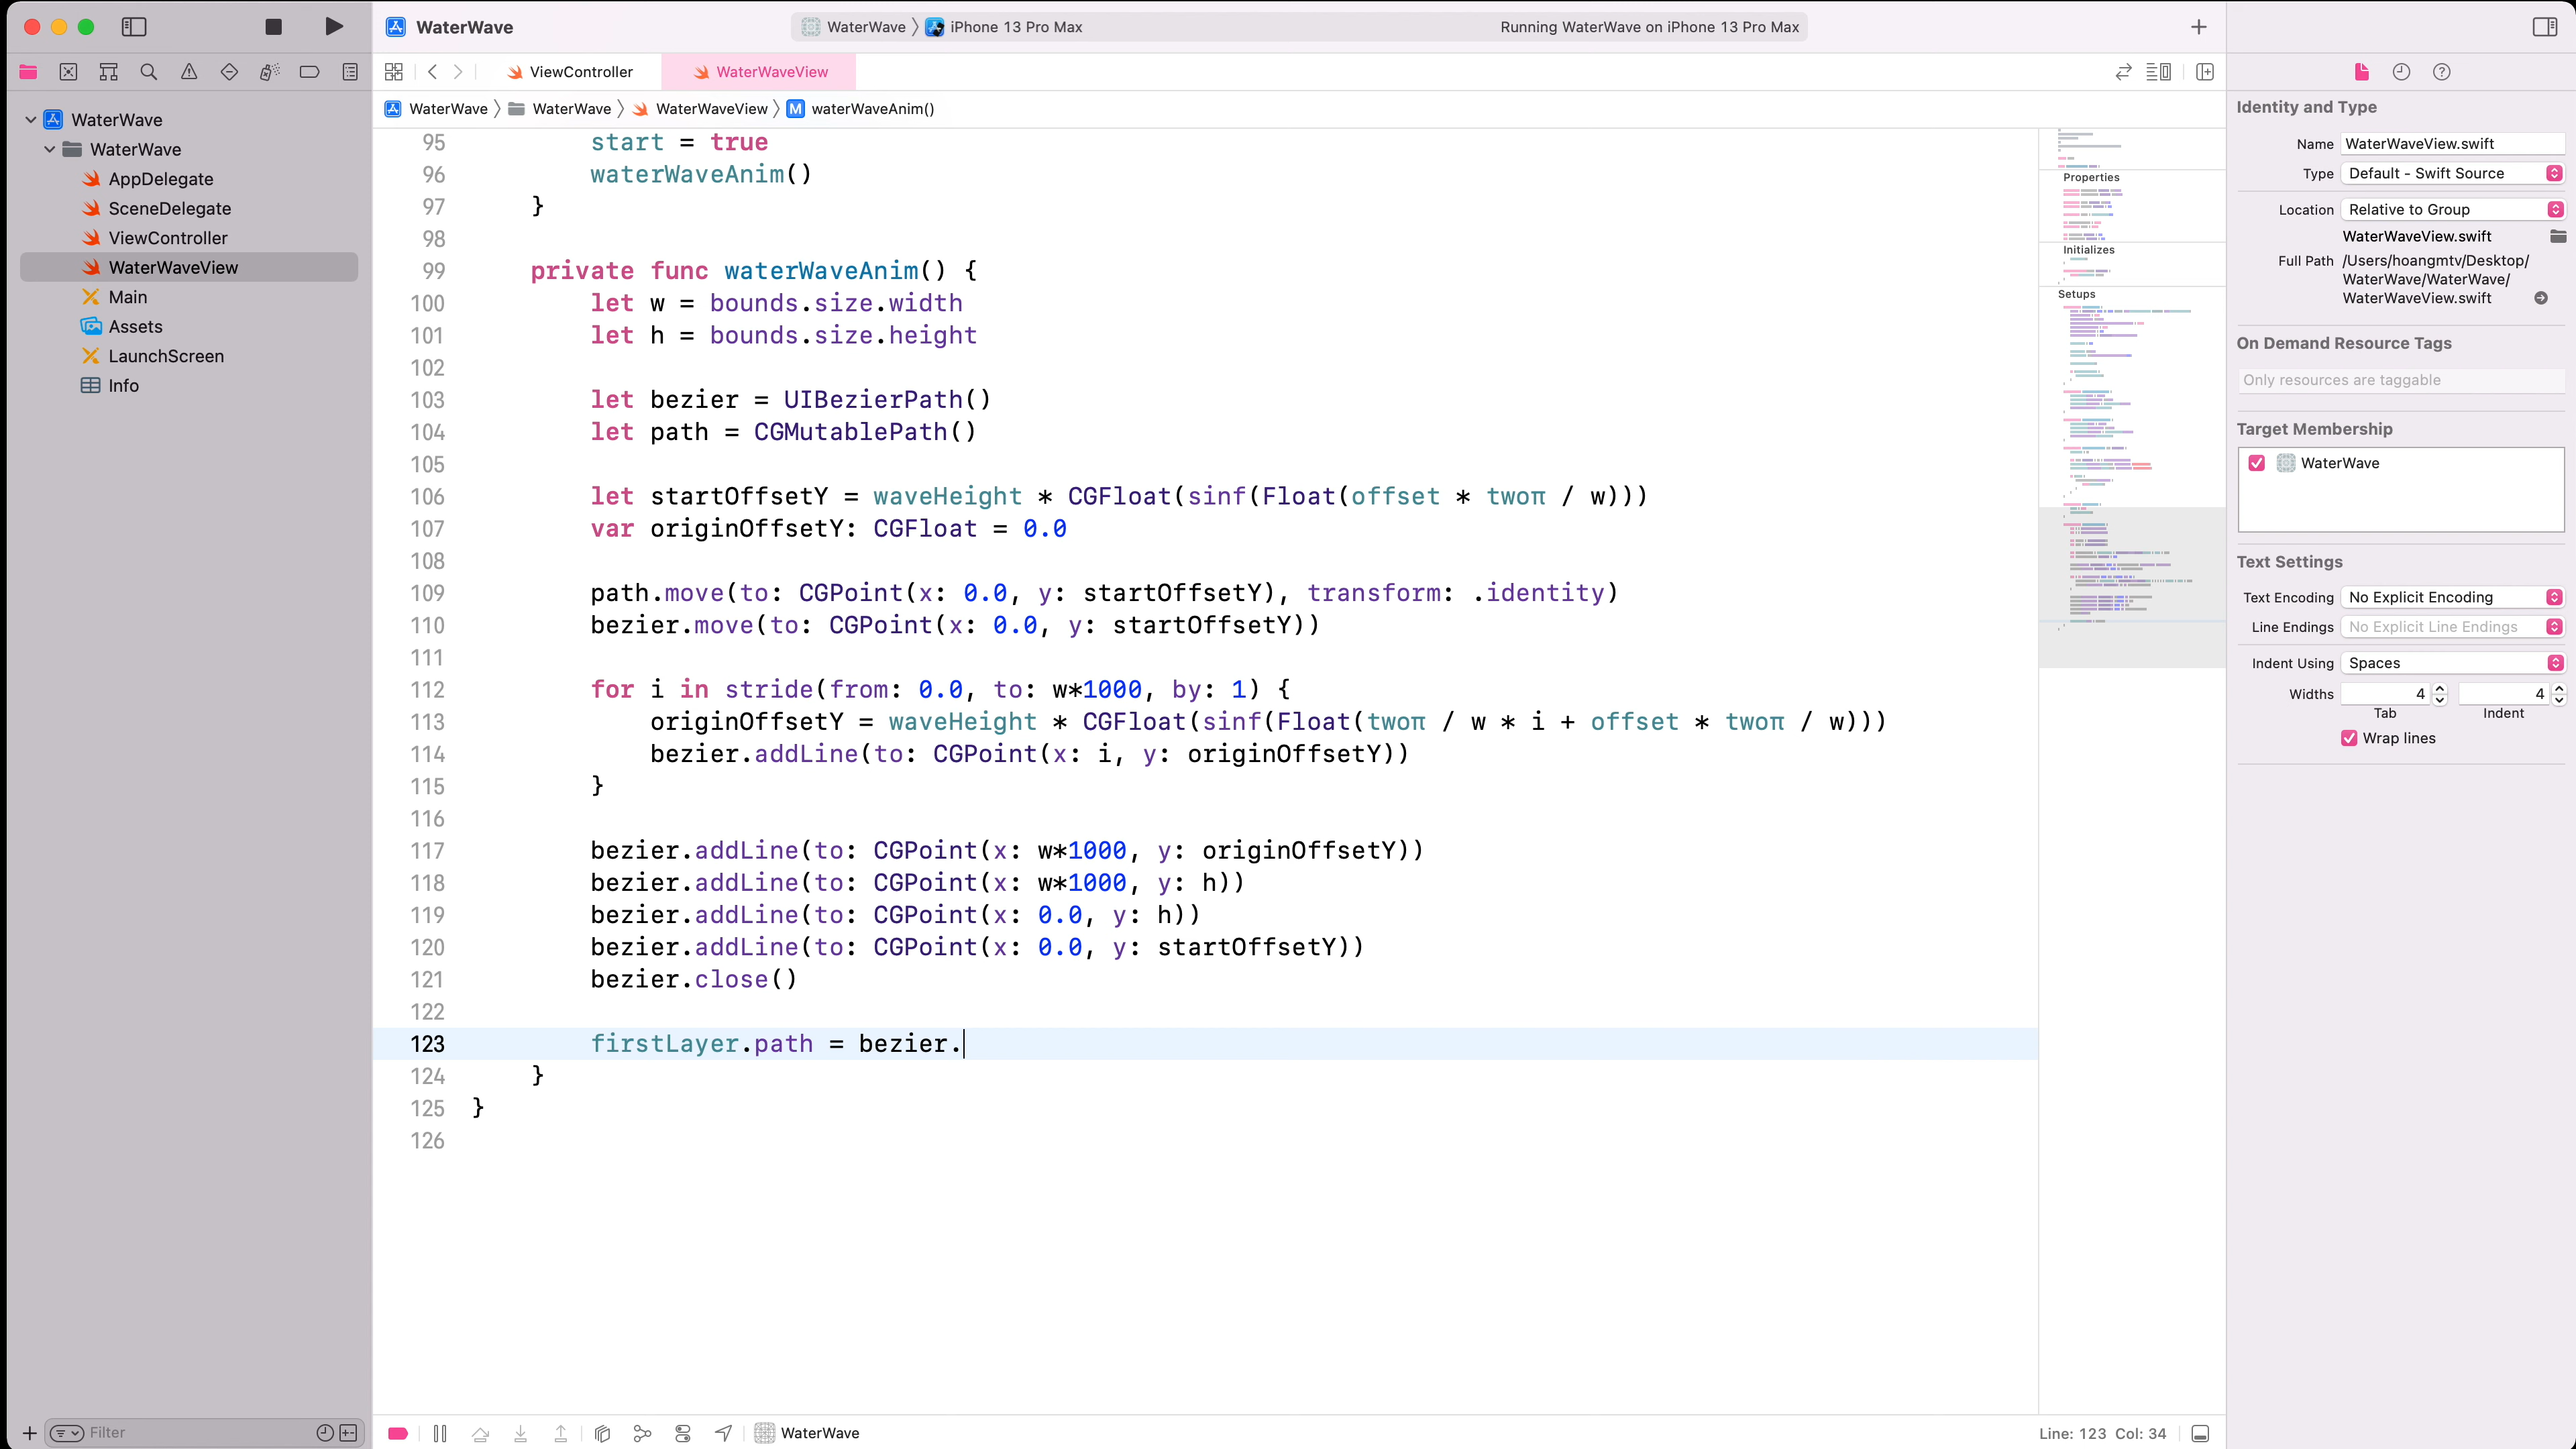 WaterWave
WaterWave 〉 iPhone 13 Pro Max
Running WaterWave on iPhone 13 Pro Max
ViewController
WaterWaveView
WaterWave 〉 WaterWave 〉 WaterWaveView 〉 M waterWaveAnim()
WaterWave
WaterWave
AppDelegate
SceneDelegate
ViewController
WaterWaveView
Main
Assets
LaunchScreen
Info
Filter
95 start = true
96 waterWaveAnim()
97 }
98
99 private func waterWaveAnim() {
100 let w = bounds.size.width
101 let h = bounds.size.height
102
103 let bezier = UIBezierPath()
104 let path = CGMutablePath()
105
106 let startOffsetY = waveHeight * CGFloat(sinf(Float(offset * twoπ / w)))
107 var originOffsetY: CGFloat = 0.0
108
109 path.move(to: CGPoint(x: 0.0, y: startOffsetY), transform: .identity)
110 bezier.move(to: CGPoint(x: 0.0, y: startOffsetY))
111
112 for i in stride(from: 0.0, to: w*1000, by: 1) {
113 originOffsetY = waveHeight * CGFloat(sinf(Float(twoπ / w * i + offset * twoπ / w)))
114 bezier.addLine(to: CGPoint(x: i, y: originOffsetY))
115 }
116
117 bezier.addLine(to: CGPoint(x: w*1000, y: originOffsetY))
118 bezier.addLine(to: CGPoint(x: w*1000, y: h))
119 bezier.addLine(to: CGPoint(x: 0.0, y: h))
120 bezier.addLine(to: CGPoint(x: 0.0, y: startOffsetY))
121 bezier.close()
122
123 firstLayer.path = bezier.
124 }
125 }
126
Properties
Initializes
Setups
WaterWave
Line: 123 Col: 34
Identity and Type
Name WaterWaveView.swift
Type Default - Swift Source
Location Relative to Group
WaterWaveView.swift
Full Path /Users/hoangmtv/Desktop/
WaterWave/WaterWave/
WaterWaveView.swift
On Demand Resource Tags
Only resources are taggable
Target Membership
WaterWave
Text Settings
Text Encoding No Explicit Encoding
Line Endings No Explicit Line Endings
Indent Using Spaces
Widths 4 4
Tab Indent
Wrap lines